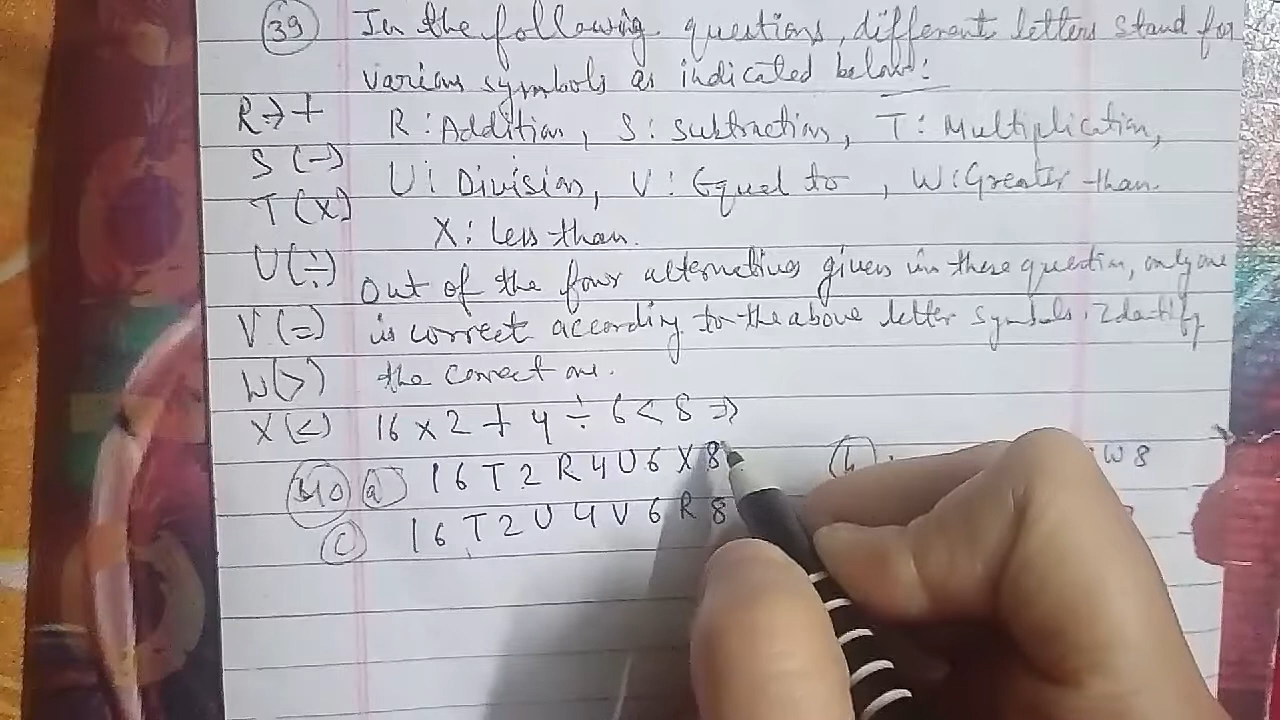 39 In the following questions, different letters stand for
various symbols as indicated below:
R → + R : Addition, S : Subtraction, T : Multiplication,
S (-) U : Division, V : Equal to, W : Greater than
T (×) X : less than.
U (÷) Out of the four alternatives given in these question, only one
V (=) is correct according to the above letter symbols. Identify
W (>) the correct one.
X (<) 16 × 2 + 4 ÷ 6 < 8 ⇒
40 a 16 T 2 R 4 U 6 X 8 W 8
c 16 T 2 U 4 V 6 R 8